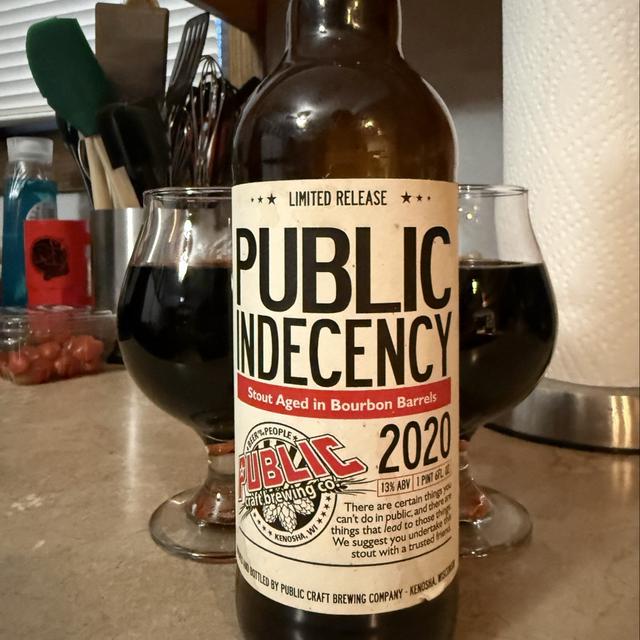 LIMITED RELEASE
PUBLIC
INDECENCY
Stout Aged in Bourbon Barrels
2020
13% ABV 1 PINT 6FL. OZ.
BEER FOR PEOPLE
PUBLIC
craft brewing co.
KENOSHA, WI
There are certain things you
can't do in public, and there are
things that lead to those things.
We suggest you undertake this
stout with a trusted friend.
AND BOTTLED BY PUBLIC CRAFT BREWING COMPANY - KENOSHA, WISCONSIN